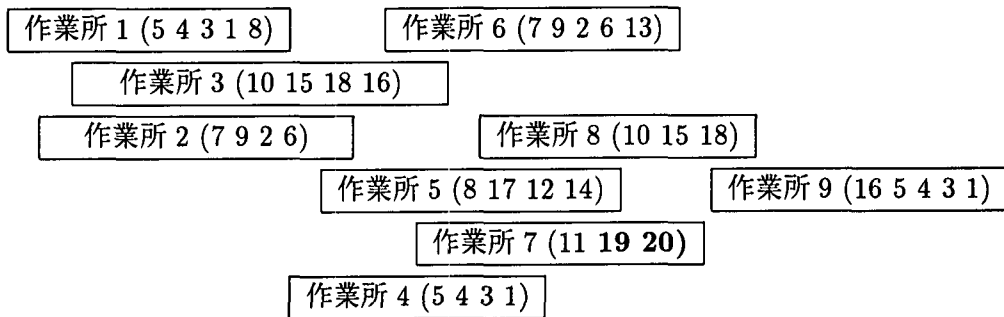 作業所 1 (5 4 3 1 8)
作業所 6 (7 9 2 6 13)
作業所 3 (10 15 18 16)
作業所 2 (7 9 2 6)
作業所 8 (10 15 18)
作業所 5 (8 17 12 14)
作業所 9 (16 5 4 3 1)
作業所 7 (11 19 20)
作業所 4 (5 4 3 1)